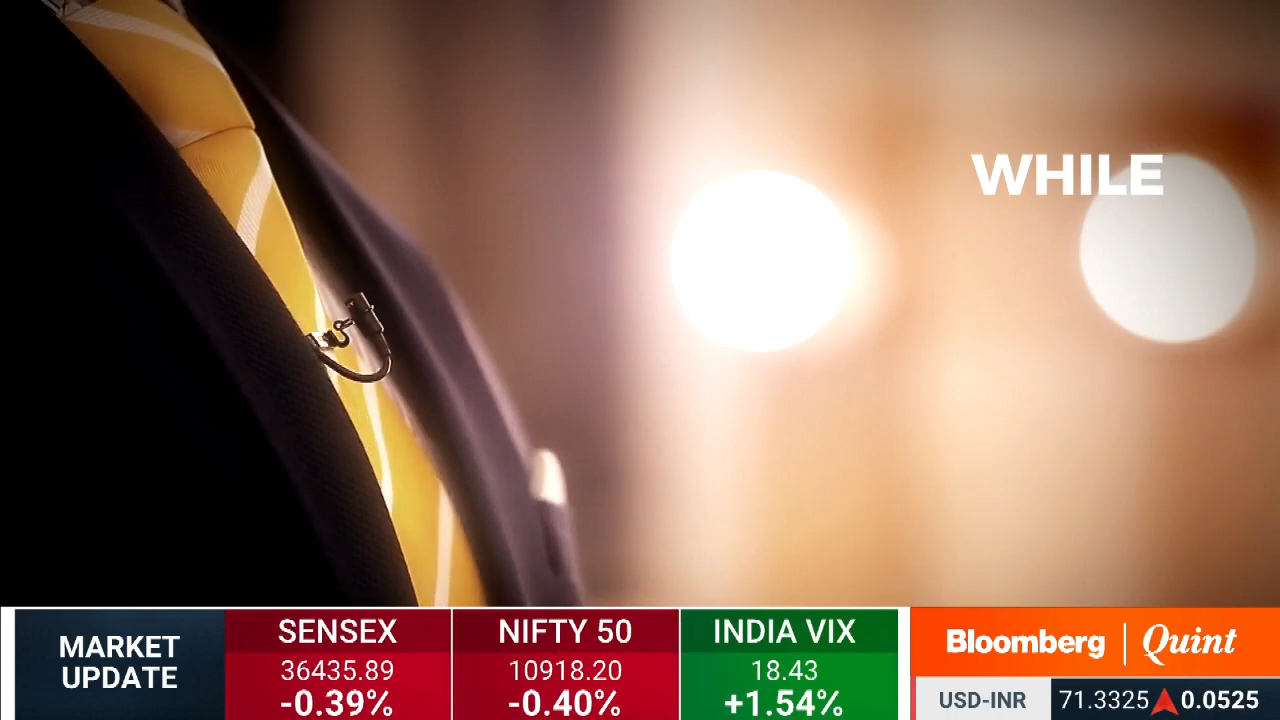 WHILE
MARKET
UPDATE
SENSEX
36435.89
-0.39%
NIFTY 50
10918.20
-0.40%
INDIA VIX
18.43
+1.54%
Bloomberg | Quint
USD-INR 71.3325 0.0525